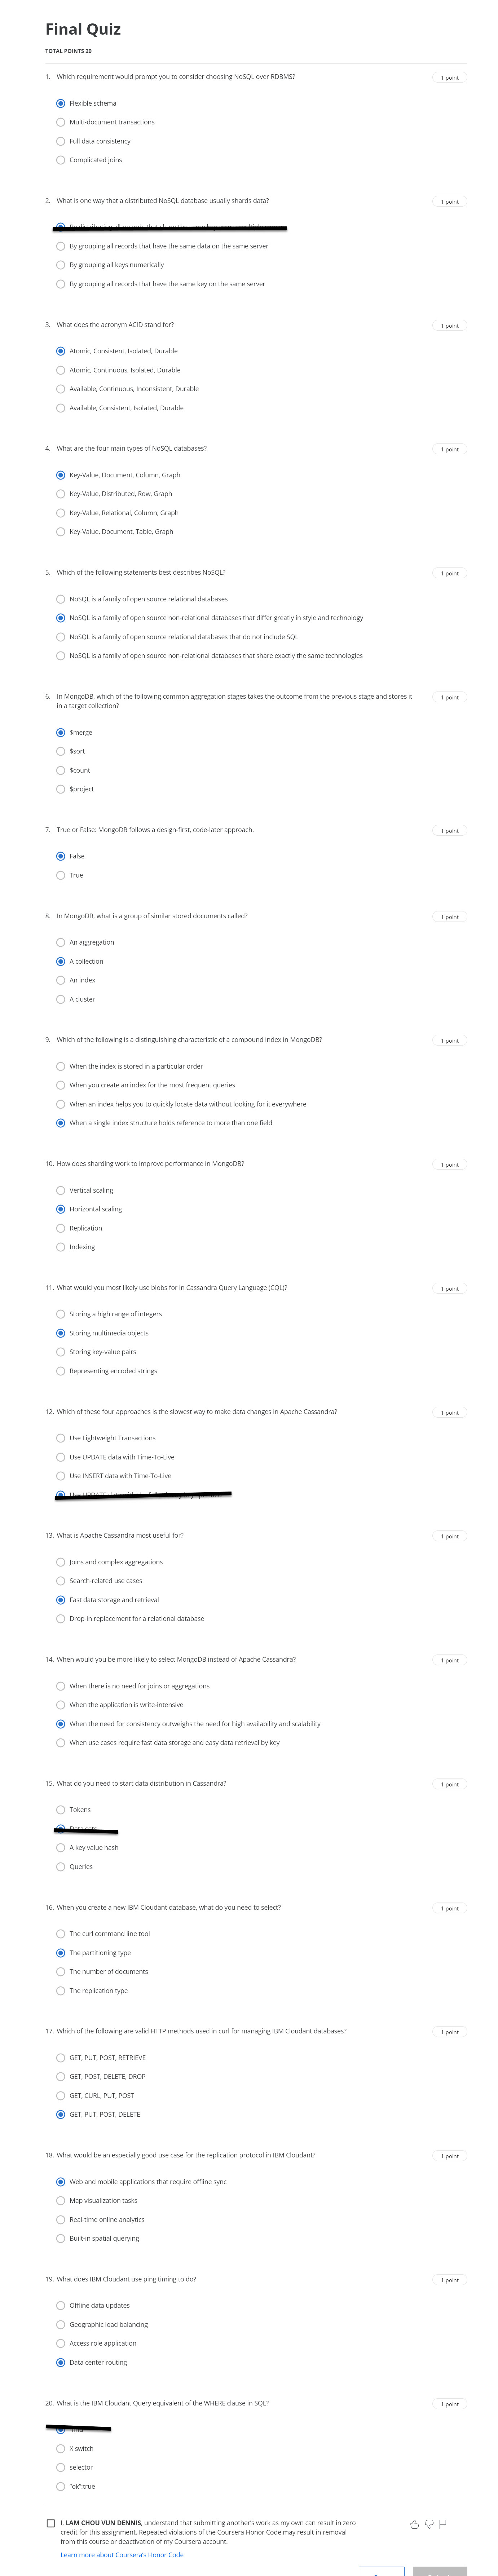 Final Quiz
TOTAL POINTS 20
1. Which requirement would prompt you to consider choosing NoSQL over RDBMS?
1 point
Flexible schema
Multi-document transactions
Full data consistency
Complicated joins
2. What is one way that a distributed NoSQL database usually shards data?
1 point
By grouping all records that have the same data on the same server
By grouping all keys numerically
By grouping all records that have the same key on the same server
3. What does the acronym ACID stand for?
1 point
Atomic, Consistent, Isolated, Durable
Atomic, Continuous, Isolated, Durable
Available, Continuous, Inconsistent, Durable
Available, Consistent, Isolated, Durable
4. What are the four main types of NoSQL databases?
1 point
Key-Value, Document, Column, Graph
Key-Value, Distributed, Row, Graph
Key-Value, Relational, Column, Graph
Key-Value, Document, Table, Graph
5. Which of the following statements best describes NoSQL?
1 point
NoSQL is a family of open source relational databases
NoSQL is a family of open source non-relational databases that differ greatly in style and technology
NoSQL is a family of open source relational databases that do not include SQL
NoSQL is a family of open source non-relational databases that share exactly the same technologies
6. In MongoDB, which of the following common aggregation stages takes the outcome from the previous stage and stores it
in a target collection?
1 point
$merge
$sort
$count
$project
7. True or False: MongoDB follows a design-first, code-later approach.
1 point
False
True
8. In MongoDB, what is a group of similar stored documents called?
1 point
An aggregation
A collection
An index
A cluster
9. Which of the following is a distinguishing characteristic of a compound index in MongoDB?
1 point
When the index is stored in a particular order
When you create an index for the most frequent queries
When an index helps you to quickly locate data without looking for it everywhere
When a single index structure holds reference to more than one field
10. How does sharding work to improve performance in MongoDB?
1 point
Vertical scaling
Horizontal scaling
Replication
Indexing
11. What would you most likely use blobs for in Cassandra Query Language (CQL)?
1 point
Storing a high range of integers
Storing multimedia objects
Storing key-value pairs
Representing encoded strings
12. Which of these four approaches is the slowest way to make data changes in Apache Cassandra?
1 point
Use Lightweight Transactions
Use UPDATE data with Time-To-Live
Use INSERT data with Time-To-Live
13. What is Apache Cassandra most useful for?
1 point
Joins and complex aggregations
Search-related use cases
Fast data storage and retrieval
Drop-in replacement for a relational database
14. When would you be more likely to select MongoDB instead of Apache Cassandra?
1 point
When there is no need for joins or aggregations
When the application is write-intensive
When the need for consistency outweighs the need for high availability and scalability
When use cases require fast data storage and easy data retrieval by key
15. What do you need to start data distribution in Cassandra?
1 point
Tokens
A key value hash
Queries
16. When you create a new IBM Cloudant database, what do you need to select?
1 point
The curl command line tool
The partitioning type
The number of documents
The replication type
17. Which of the following are valid HTTP methods used in curl for managing IBM Cloudant databases?
1 point
GET, PUT, POST, RETRIEVE
GET, POST, DELETE, DROP
GET, CURL, PUT, POST
GET, PUT, POST, DELETE
18. What would be an especially good use case for the replication protocol in IBM Cloudant?
1 point
Web and mobile applications that require offline sync
Map visualization tasks
Real-time online analytics
Built-in spatial querying
19. What does IBM Cloudant use ping timing to do?
1 point
Offline data updates
Geographic load balancing
Access role application
Data center routing
20. What is the IBM Cloudant Query equivalent of the WHERE clause in SQL?
1 point
X switch
selector
"ok":true
I, LAM CHOU VUN DENNIS, understand that submitting another's work as my own can result in zero
credit for this assignment. Repeated violations of the Coursera Honor Code may result in removal
from this course or deactivation of my Coursera account.
Learn more about Coursera's Honor Code